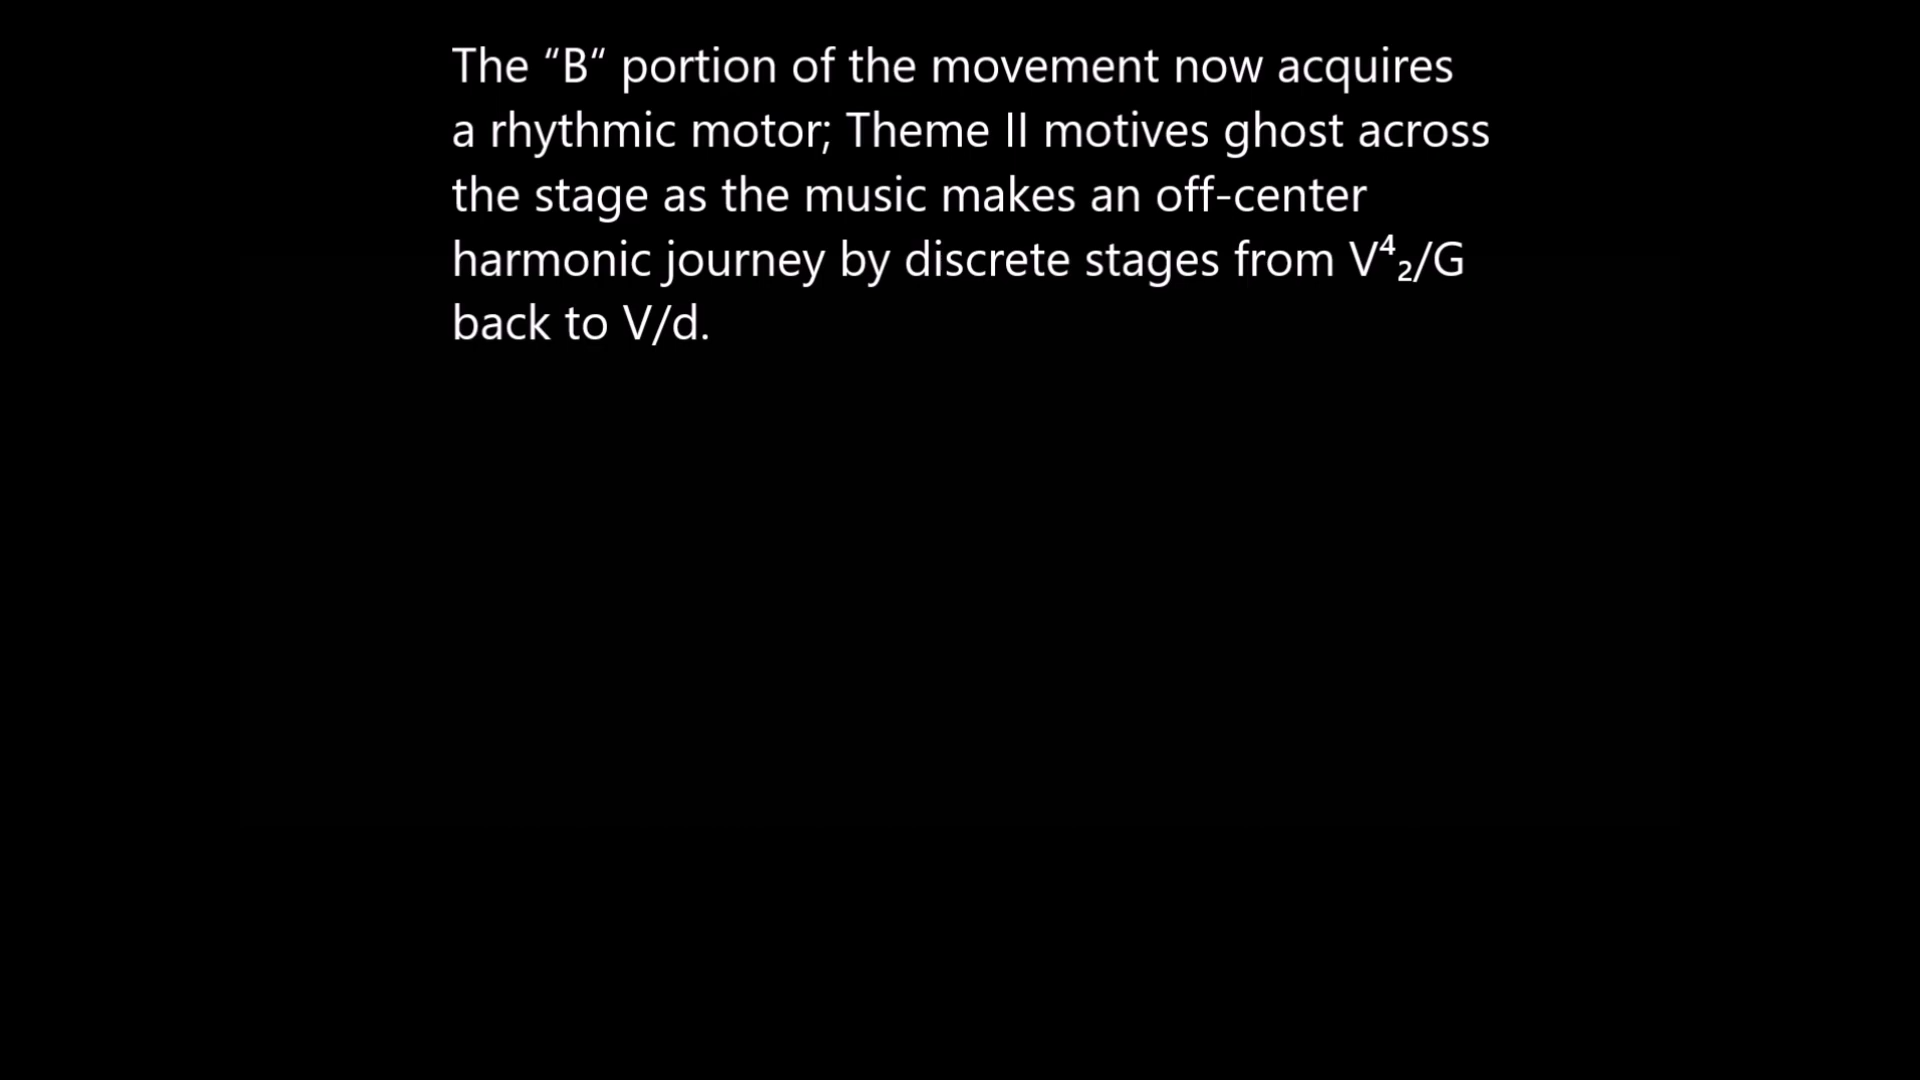 The “B“ portion of the movement now acquires
a rhythmic motor; Theme II motives ghost across
the stage as the music makes an off-center
harmonic journey by discrete stages from V⁴₂/G
back to V/d.